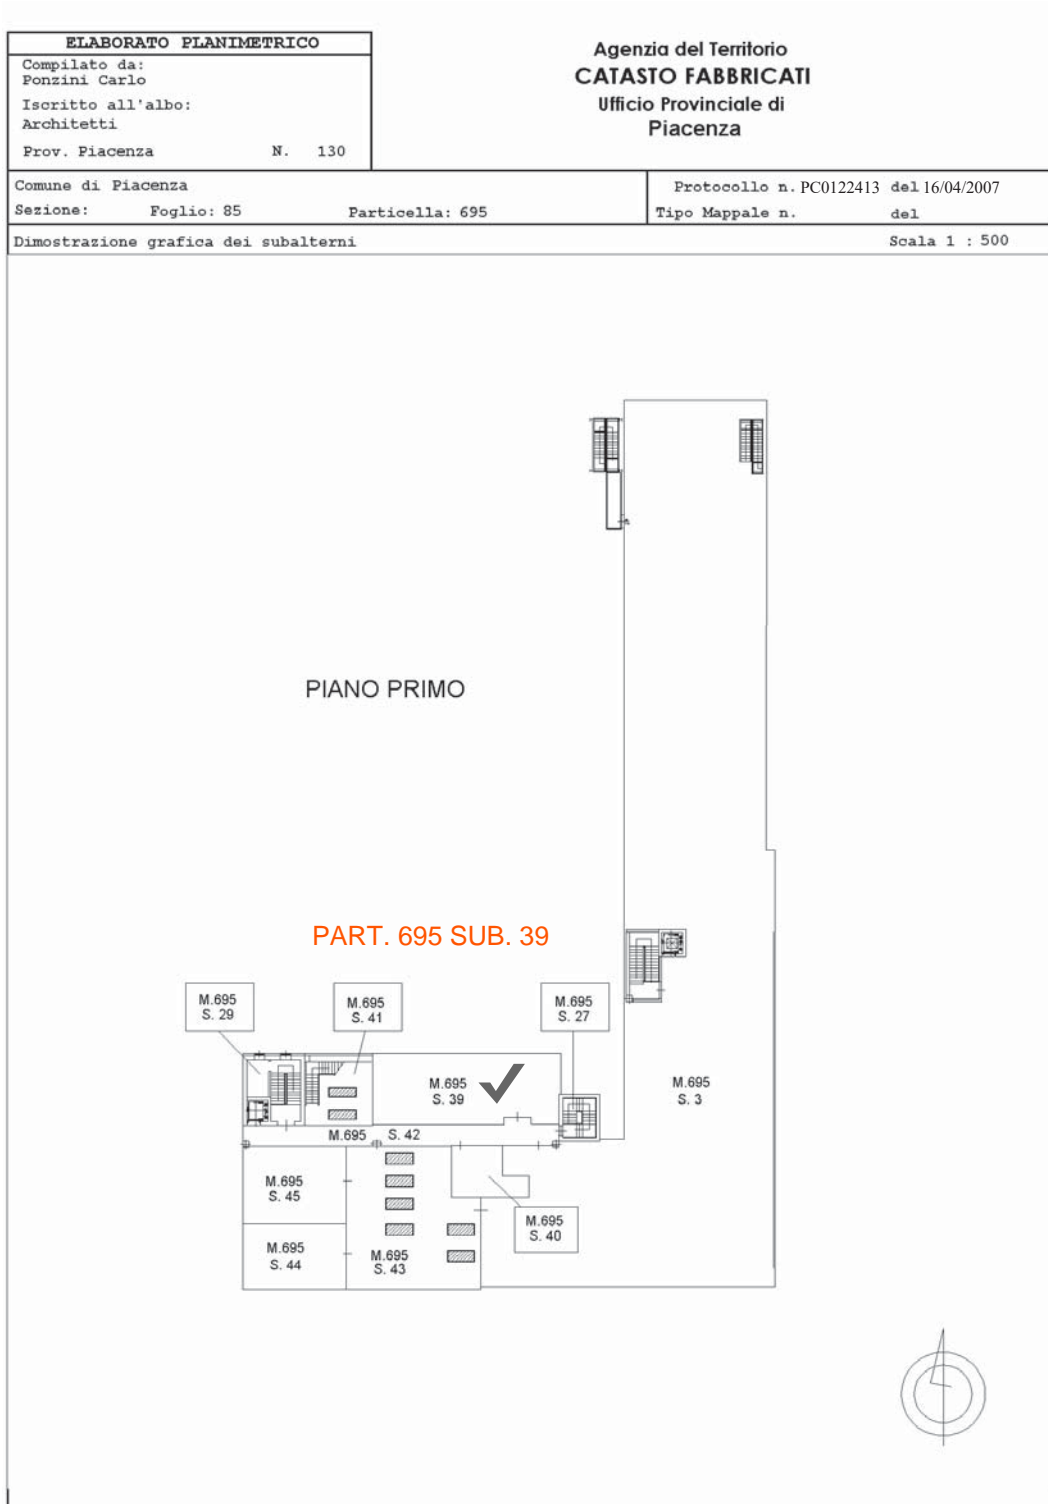 ELABORATO PLANIMETRICO
Compilato da:
Ponzini Carlo
Iscritto all'albo:
Architetti
Prov. Piacenza N. 130
Agenzia del Territorio
CATASTO FABBRICATI
Ufficio Provinciale di
Piacenza
Comune di Piacenza
Sezione: Foglio: 85 Particella: 695
Protocollo n. PC0122413 del 16/04/2007
Tipo Mappale n. del
Dimostrazione grafica dei subalterni Scala 1 : 500
PIANO PRIMO
PART. 695 SUB. 39
M.695
S. 29
M.695
S. 41
M.695
S. 27
M.695
S. 39
M.695
S. 3
M.695 S. 42
M.695
S. 45
M.695
S. 40
M.695
S. 44
M.695
S. 43